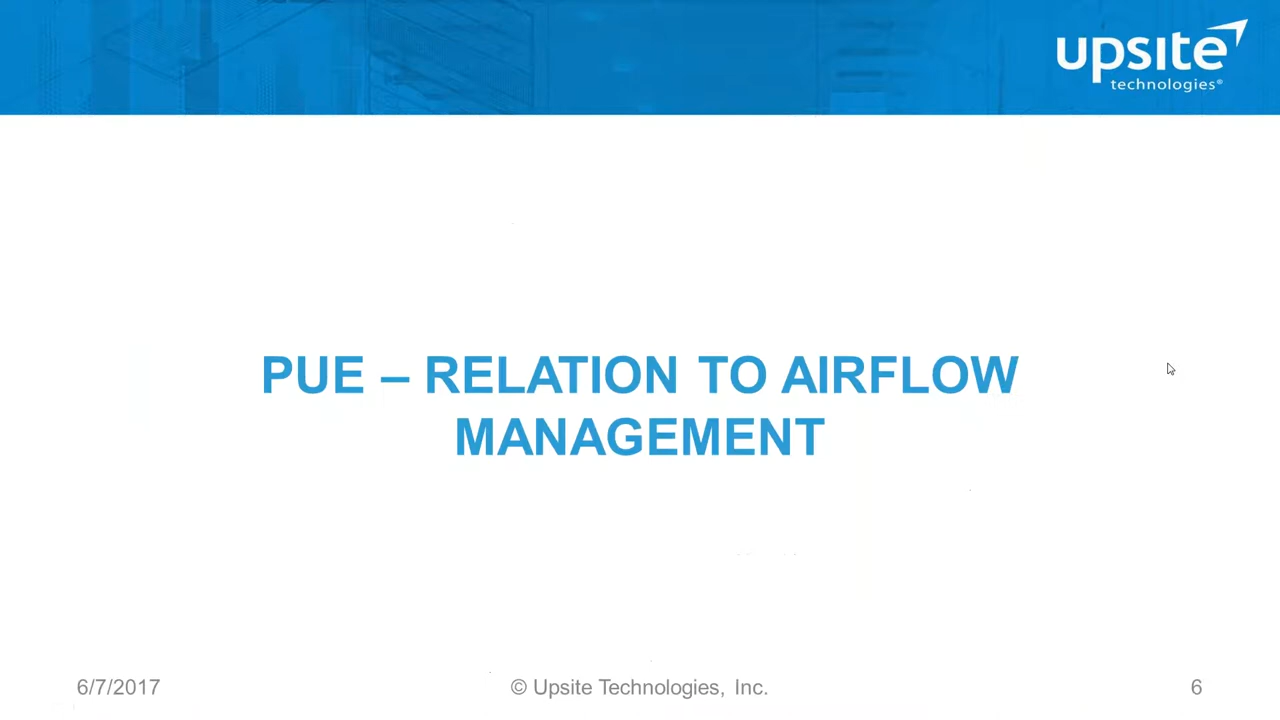 upsite
technologies®
PUE – RELATION TO AIRFLOW
MANAGEMENT
6/7/2017
© Upsite Technologies, Inc.
6